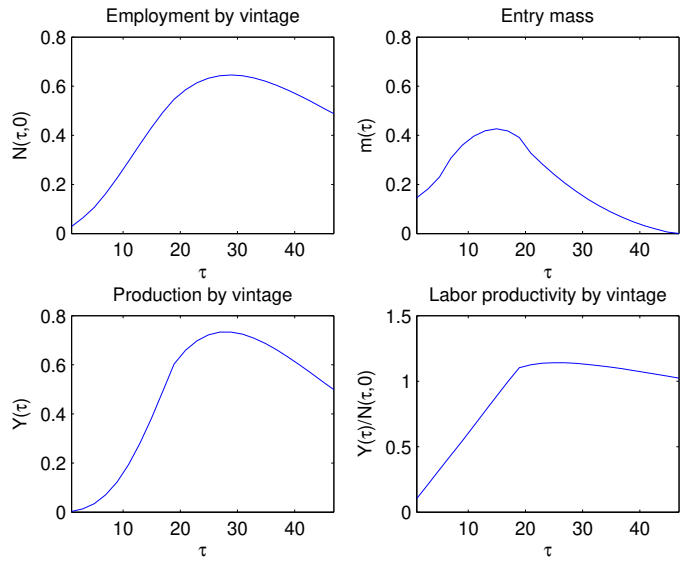 Employment by vintage
0.8
0.6
0.4
0.2
0
N(τ,0)
10 20 30 40
τ
Entry mass
0.8
0.6
0.4
0.2
0
m(τ)
10 20 30 40
τ
Production by vintage
0.8
0.6
0.4
0.2
0
Y(τ)
10 20 30 40
τ
Labor productivity by vintage
1.5
1
0.5
0
Y(τ)/N(τ,0)
10 20 30 40
τ